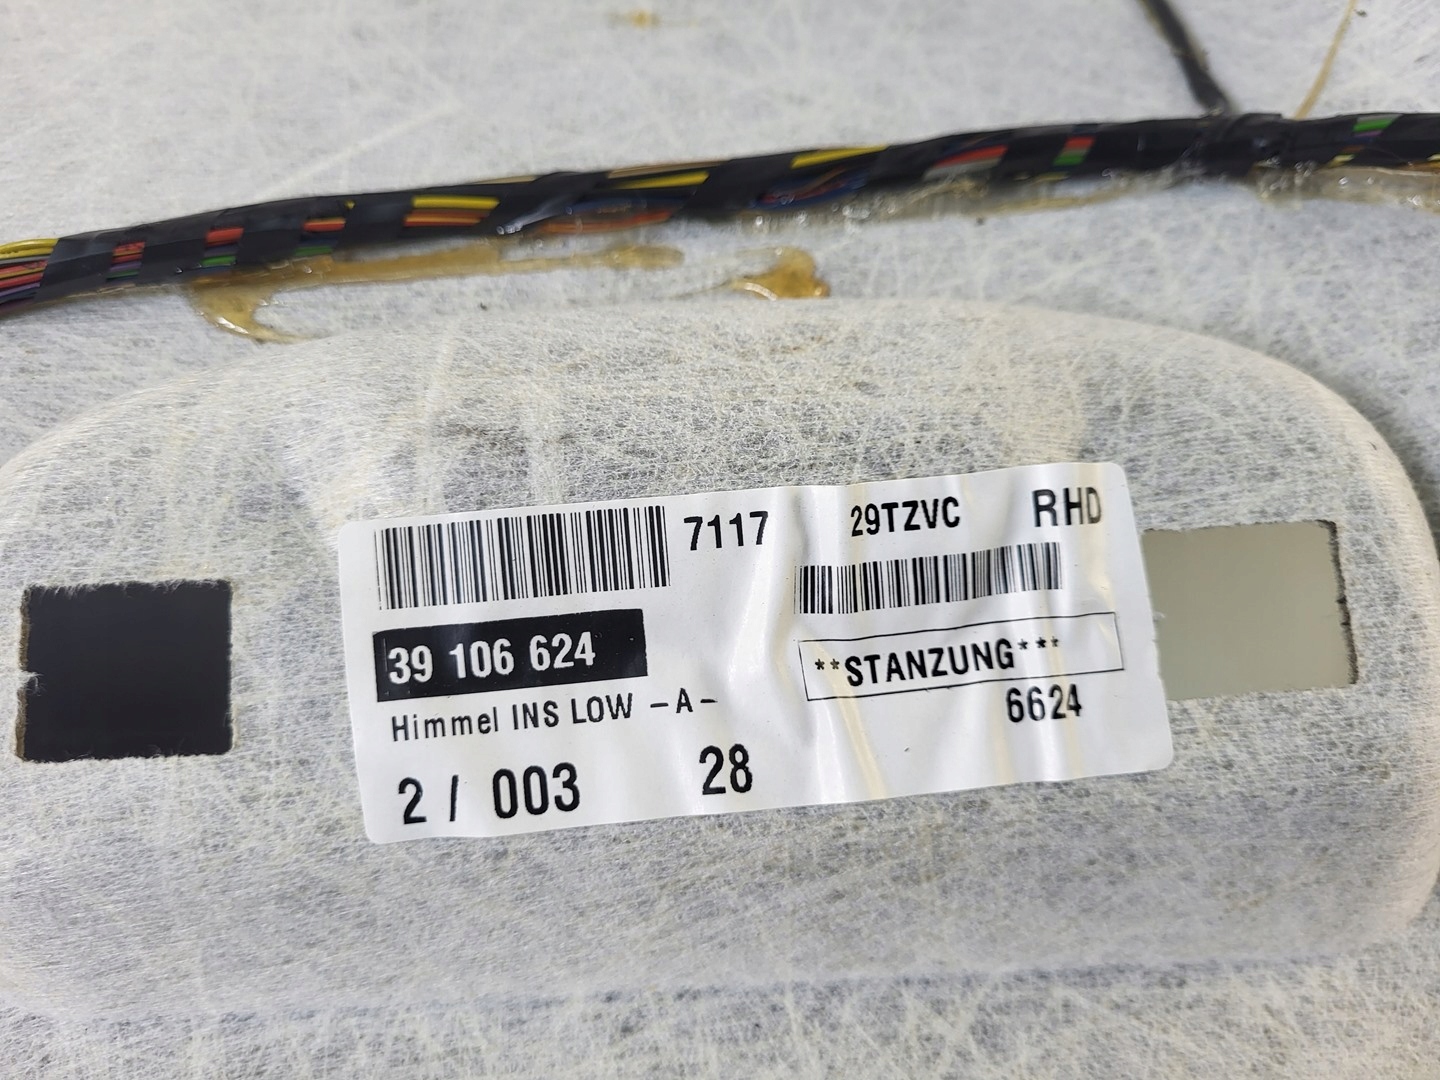 7117 29TZVC RHD
39 106 624
**STANZUNG***
Himmel INS LOW -A-
6624
2 / 003 28